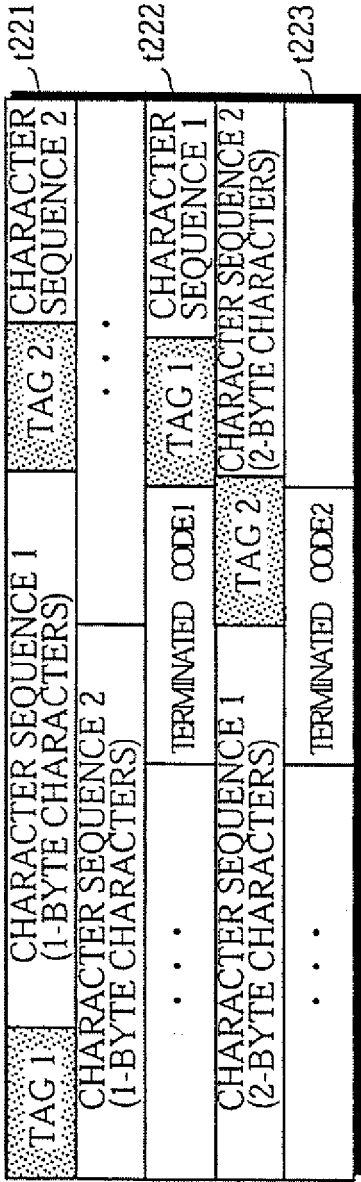 TAG 1
CHARACTER SEQUENCE 1
(1-BYTE CHARACTERS)
TAG 2
CHARACTER
SEQUENCE 2
t221
CHARACTER SEQUENCE 2
(1-BYTE CHARACTERS)
. . .
. . .
TERMINATED CODE1
TAG 1
CHARACTER
SEQUENCE 1
t222
CHARACTER SEQUENCE 1
(2-BYTE CHARACTERS)
TAG 2
CHARACTER SEQUENCE 2
(2-BYTE CHARACTERS)
t223
. . .
TERMINATED CODE2